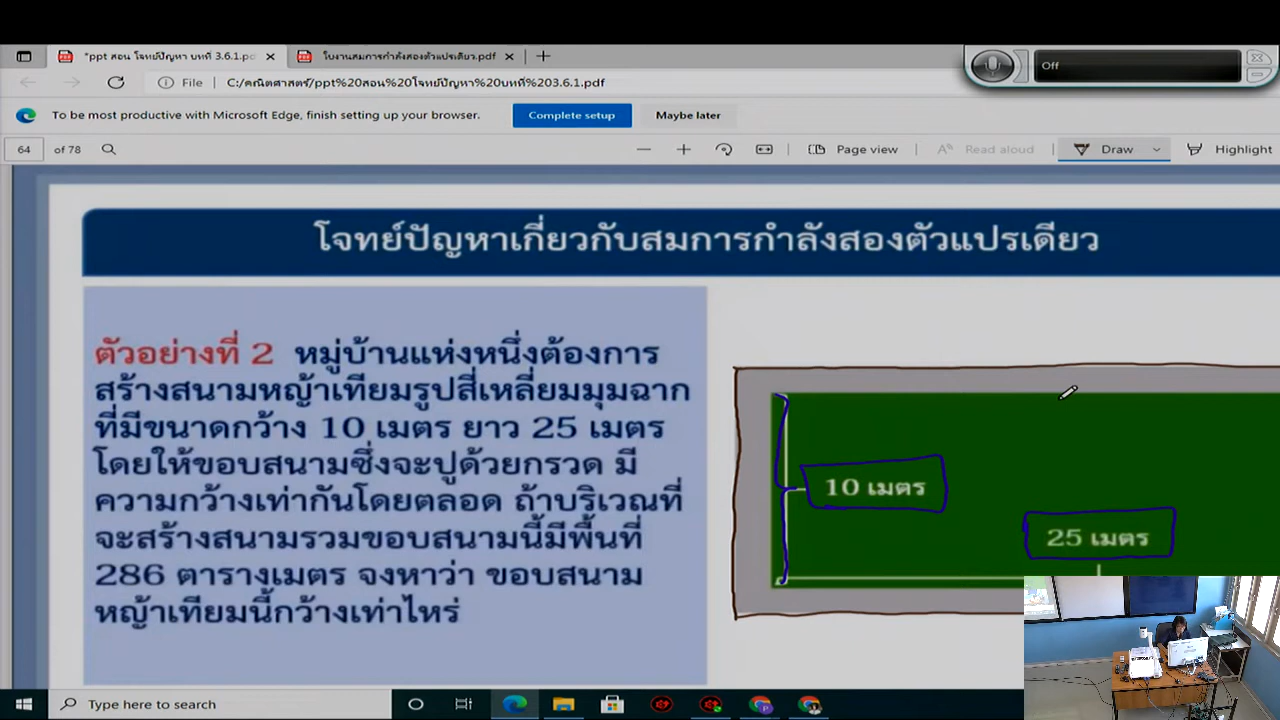 *ppt สอน โจทย์ปัญหา บทที่ 3.6.1.pd
ใบงานสมการกำลังสองตัวแปรเดียว.pdf
Off
File
C:/คณิตศาสตร์/ppt%20สอน%20โจทย์ปัญหา%20บทที่%203.6.1.pdf
To be most productive with Microsoft Edge, finish setting up your browser.
Complete setup
Maybe later
64
of 78
Page view
Read aloud
Draw
Highlight
โจทย์ปัญหาเกี่ยวกับสมการกำลังสองตัวแปรเดียว
ตัวอย่างที่ 2 หมู่บ้านแห่งหนึ่งต้องการ
สร้างสนามหญ้าเทียมรูปสี่เหลี่ยมมุมฉาก
ที่มีขนาดกว้าง 10 เมตร ยาว 25 เมตร
โดยให้ขอบสนามซึ่งจะปูด้วยกรวด มี
ความกว้างเท่ากันโดยตลอด ถ้าบริเวณที่
จะสร้างสนามรวมขอบสนามนี้มีพื้นที่
286 ตารางเมตร จงหาว่า ขอบสนาม
หญ้าเทียมนี้กว้างเท่าไหร่
10 เมตร
25 เมตร
Type here to search